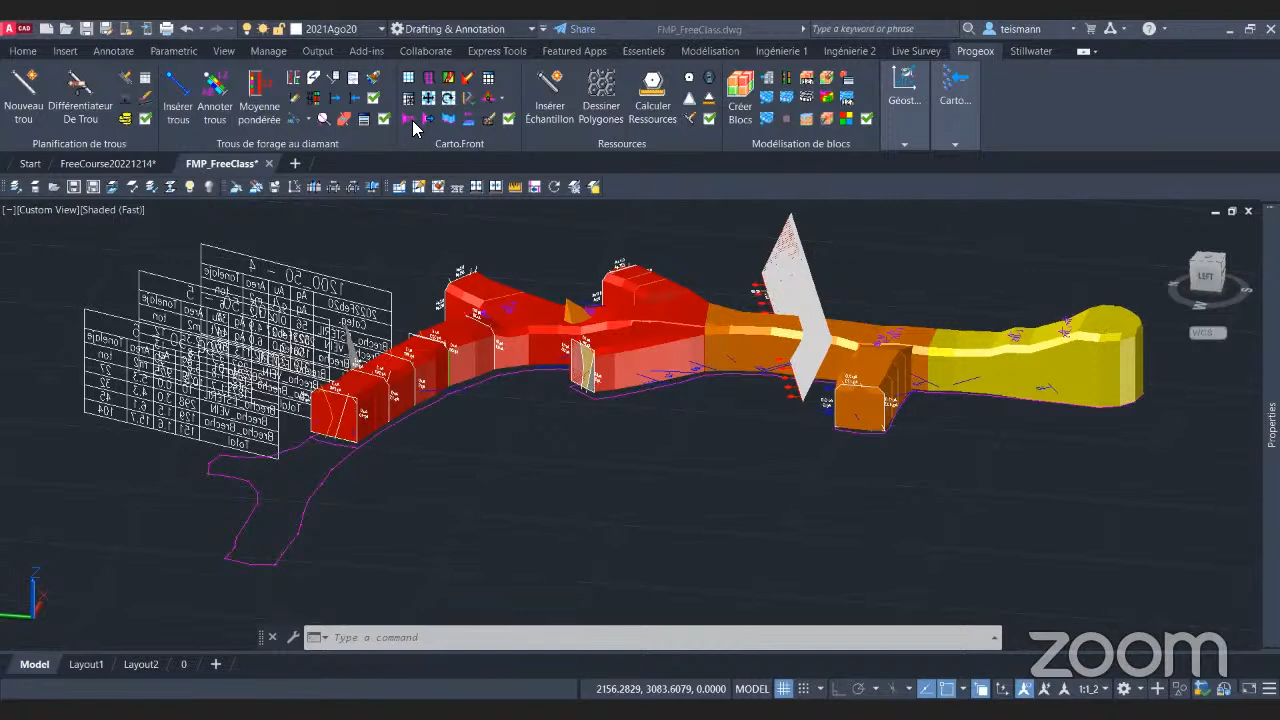 CAD
2021Ago20
Drafting & Annotation
Share
FMP_FreeClass.dwg
Type a keyword or phrase
teismann
Home Insert Annotate Parametric View Manage Output Add-ins Collaborate Express Tools Featured Apps Essentiels Modélisation Ingénierie 1 Ingénierie 2 Live Survey Progeox Stillwater
Nouveau trou
Différentiateur De Trou
Insérer trous
Annoter trous
Moyenne pondérée
Insérer Échantillon
Dessiner Polygones
Calculer Ressources
Créer Blocs
Géost...
Carto...
Planification de trous
Trous de forage au diamant
Carto.Front
Ressources
Modélisation de blocs
Start
FreeCourse20221214*
FMP_FreeClass*
[−][Custom View][Shaded (Fast)]
LEFT
WCS
1200_50 - 4
Properties
Z
X
Type a command
zoom
Model Layout1 Layout2 0
2156.2829, 3083.6079, 0.0000 MODEL
1:1_2